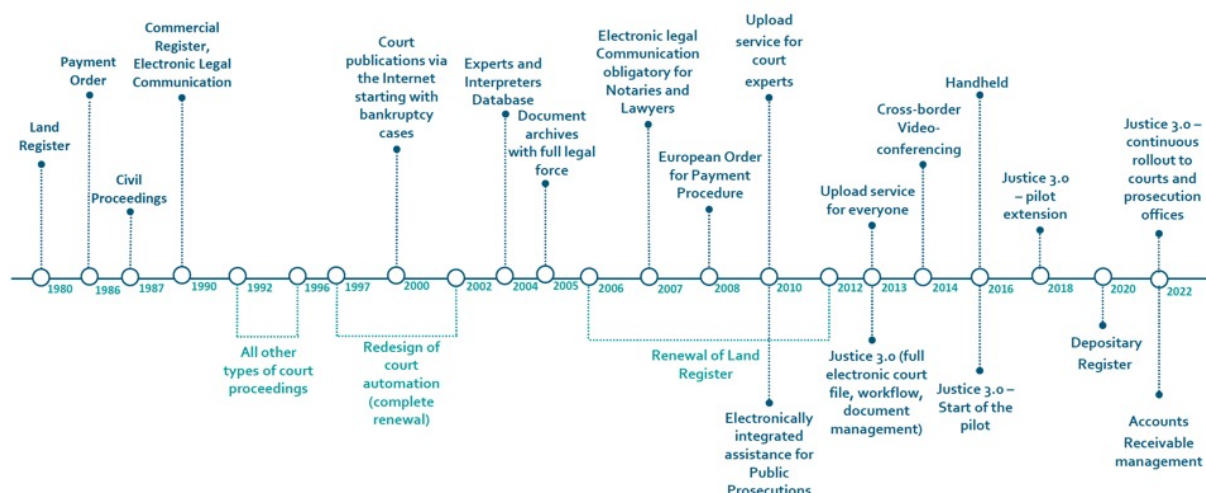 Land
Register
Payment
Order
Civil
Proceedings
Commercial
Register,
Electronic Legal
Communication
Court
publications via
the Internet
starting with
bankruptcy
cases
Experts and
Interpreters
Database
Document
archives
with full legal
force
Electronic legal
Communication
obligatory for
Notaries and
Lawyers
European Order
for Payment
Procedure
Upload
service for
court
experts
Upload service
for everyone
Cross-border
Video-
conferencing
Handheld
Justice 3.0
– pilot
extension
Justice 3.0 –
continuous
rollout to
courts and
prosecution
offices
1980
1986
1987
1990
1992
1996
1997
2000
2002
2004
2005
2006
2007
2008
2010
2012
2013
2014
2016
2018
2020
2022
All other
types of court
proceedings
Redesign of
court
automation
(complete
renewal)
Renewal of Land
Register
Electronically
integrated
assistance for
Public
Prosecutions
Justice 3.0 (full
electronic court
file, workflow,
document
management)
Justice 3.0 –
Start of the
pilot
Depositary
Register
Accounts
Receivable
management